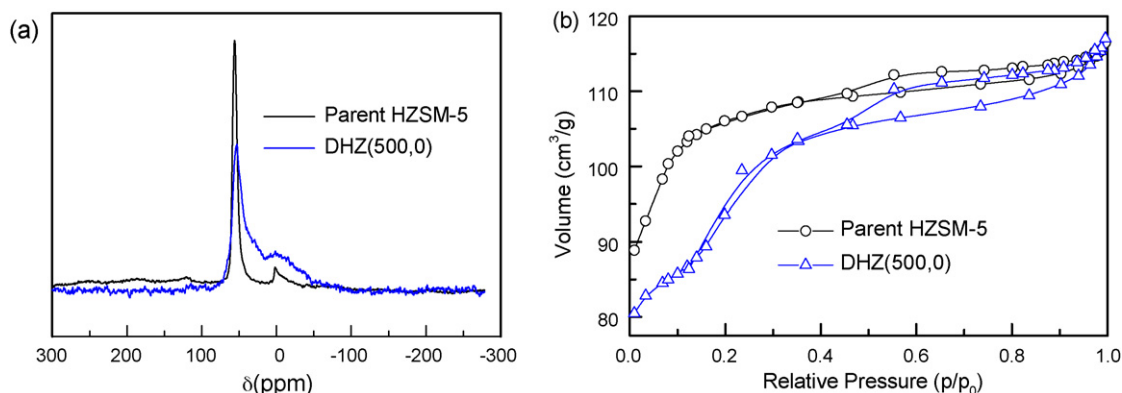 (a)
Parent HZSM-5
DHZ(500,0)
300 200 100 0 -100 -200 -300
δ(ppm)
(b)
120
110
100
90
80
Volume (cm³/g)
Parent HZSM-5
DHZ(500,0)
0.0 0.2 0.4 0.6 0.8 1.0
Relative Pressure (p/p₀)